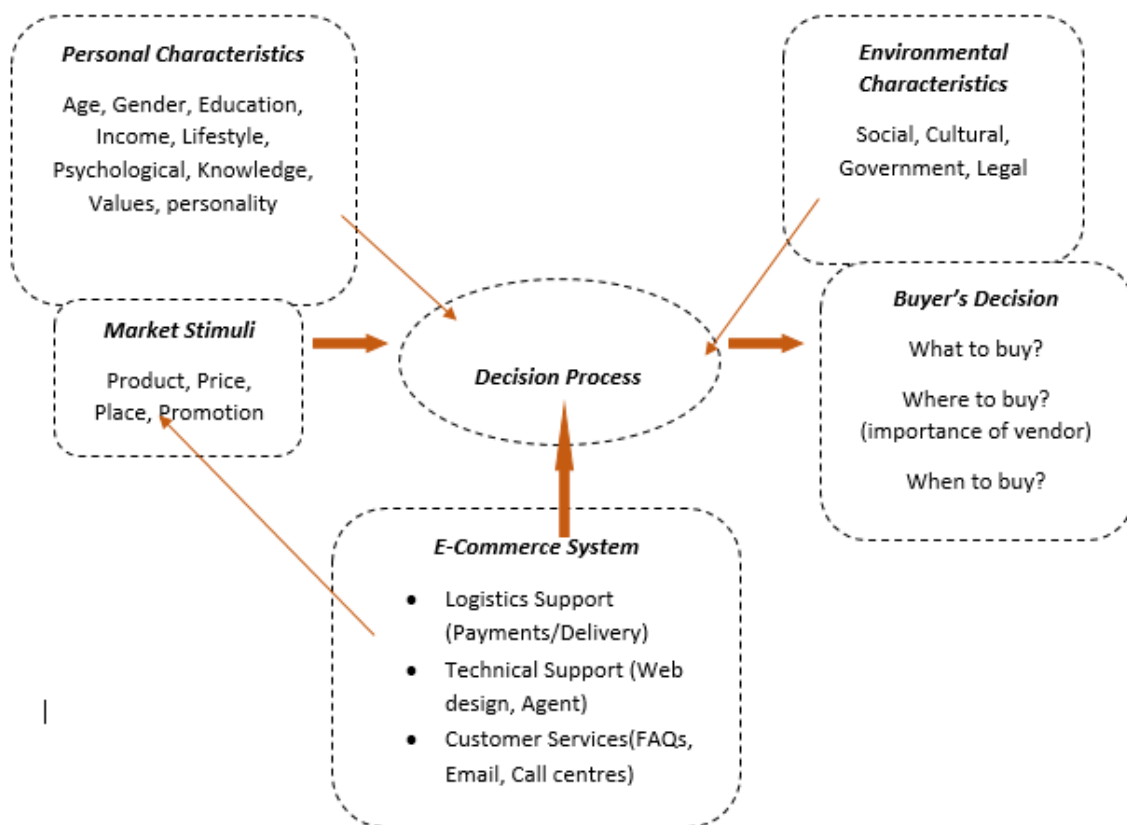 Personal Characteristics
Age, Gender, Education,
Income, Lifestyle,
Psychological, Knowledge,
Values, personality
Environmental
Characteristics
Social, Cultural,
Government, Legal
Market Stimuli
Product, Price,
Place, Promotion
Decision Process
Buyer's Decision
What to buy?
Where to buy?
(importance of vendor)
When to buy?
E-Commerce System
• Logistics Support
(Payments/Delivery)
• Technical Support (Web
design, Agent)
• Customer Services(FAQs,
Email, Call centres)